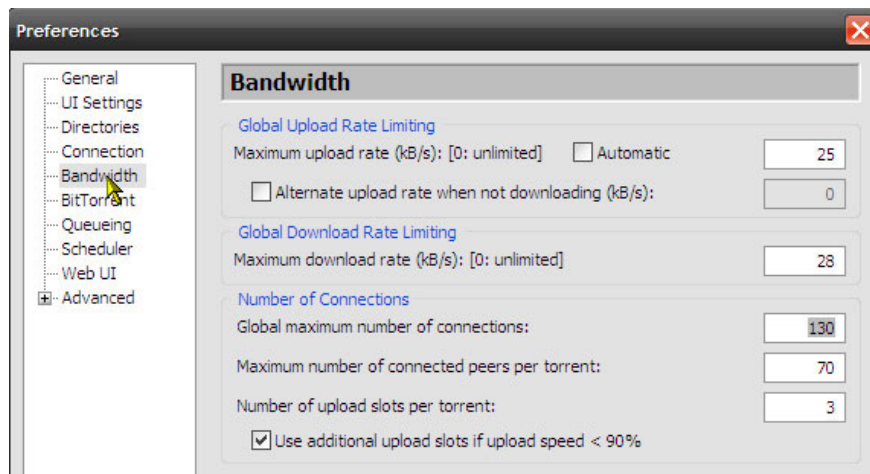 Preferences
General
UI Settings
Directories
Connection
Bandwidth
BitTorrent
Queueing
Scheduler
Web UI
Advanced
Bandwidth
Global Upload Rate Limiting
Maximum upload rate (kB/s): [0: unlimited] Automatic 25
Alternate upload rate when not downloading (kB/s): 0
Global Download Rate Limiting
Maximum download rate (kB/s): [0: unlimited] 28
Number of Connections
Global maximum number of connections: 130
Maximum number of connected peers per torrent: 70
Number of upload slots per torrent: 3
Use additional upload slots if upload speed < 90%